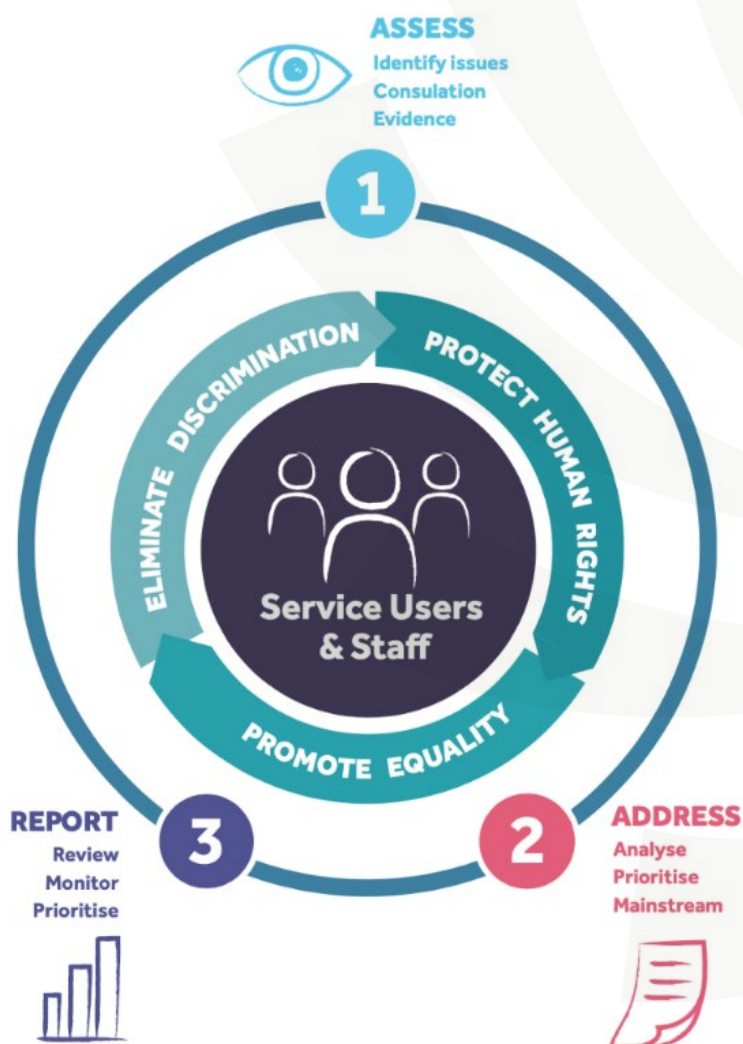 ASSESS
Identify issues
Consulation
Evidence
1
ELIMINATE DISCRIMINATION
PROTECT HUMAN RIGHTS
Service Users
& Staff
PROMOTE EQUALITY
REPORT
Review
Monitor
Prioritise
3
2
ADDRESS
Analyse
Prioritise
Mainstream